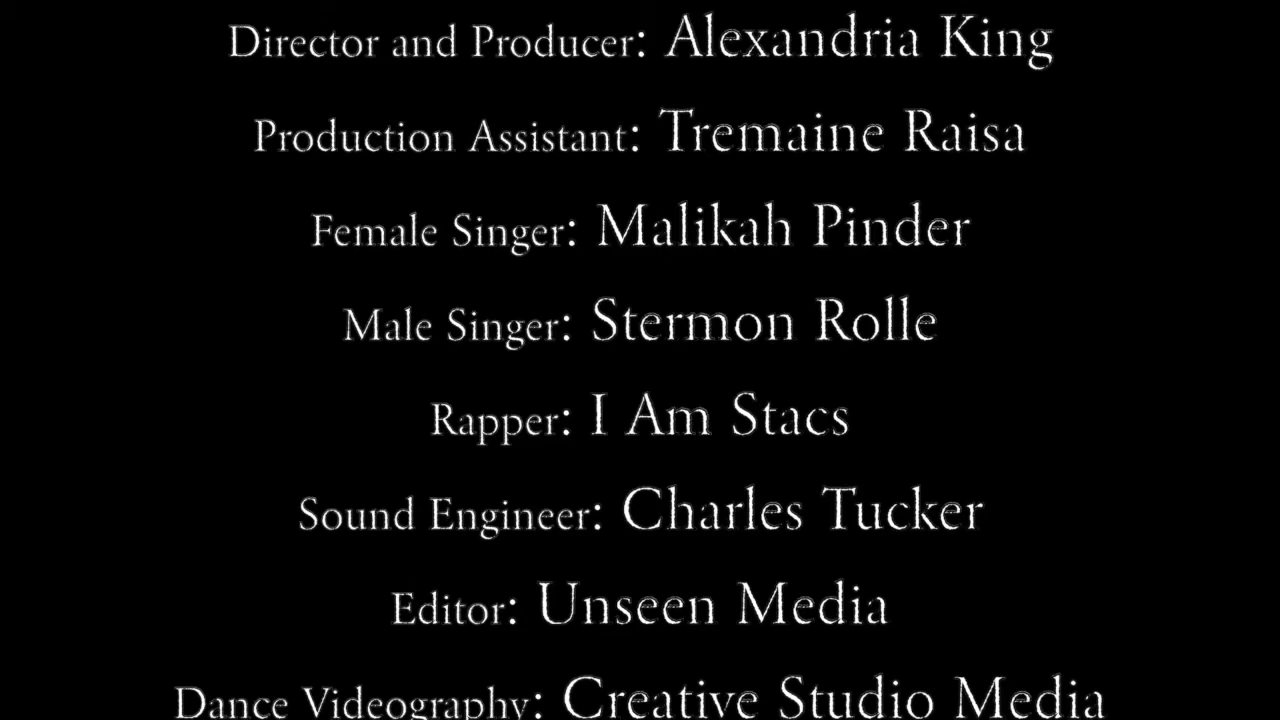 Director and Producer: Alexandria King
Production Assistant: Tremaine Raisa
Female Singer: Malikah Pinder
Male Singer: Stermon Rolle
Rapper: I Am Stacs
Sound Engineer: Charles Tucker
Editor: Unseen Media
Dance Videography: Creative Studio Media